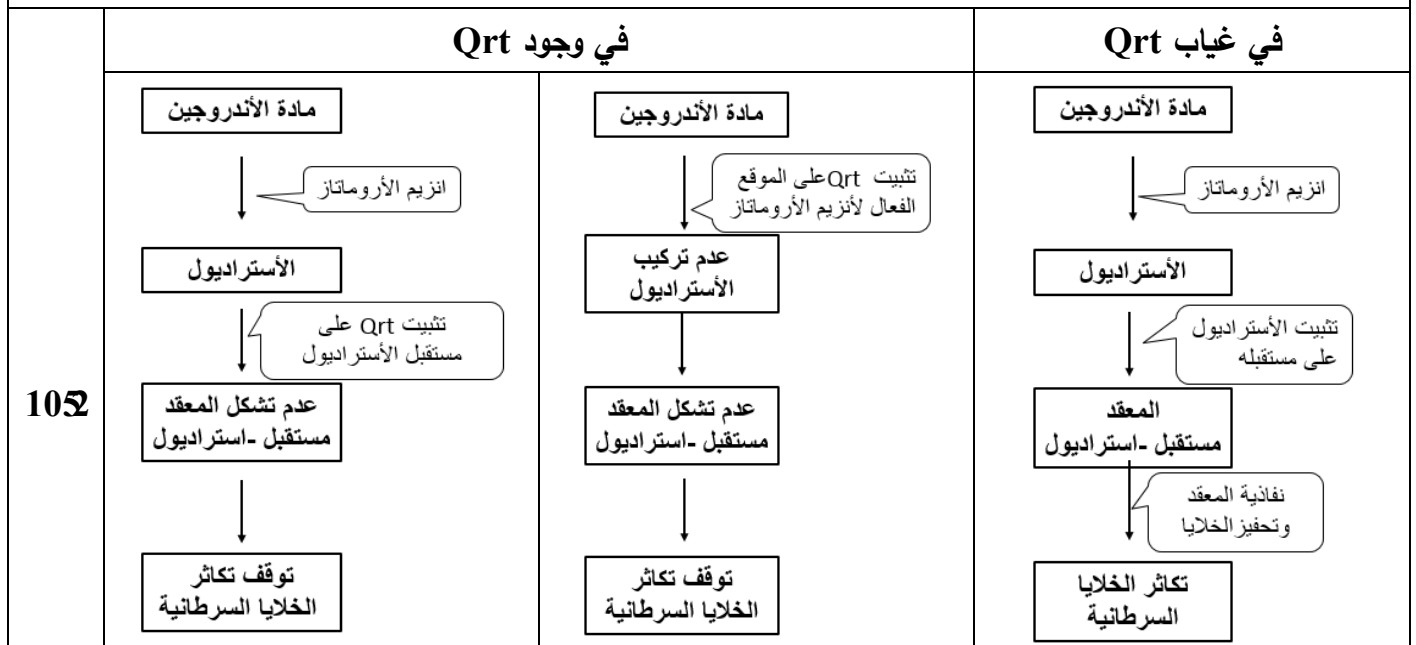 في غياب Qrt
في وجود Qrt
مادة الأندروجين
انزيم الأروماتاز
الأستراديول
تثبيت الأستراديول
على مستقبله
المعقد
مستقبل -استراديول
نفاذية المعقد
وتحفيز الخلايا
تكاثر الخلايا
السرطانية
مادة الأندروجين
تثبيت Qrt على الموقع
الفعال لأنزيم الأروماتاز
عدم تركيب
الأستراديول
عدم تشكل المعقد
مستقبل -استراديول
توقف تكاثر
الخلايا السرطانية
مادة الأندروجين
انزيم الأروماتاز
الأستراديول
تثبيت Qrt على
مستقبل الأستراديول
عدم تشكل المعقد
مستقبل -استراديول
توقف تكاثر
الخلايا السرطانية